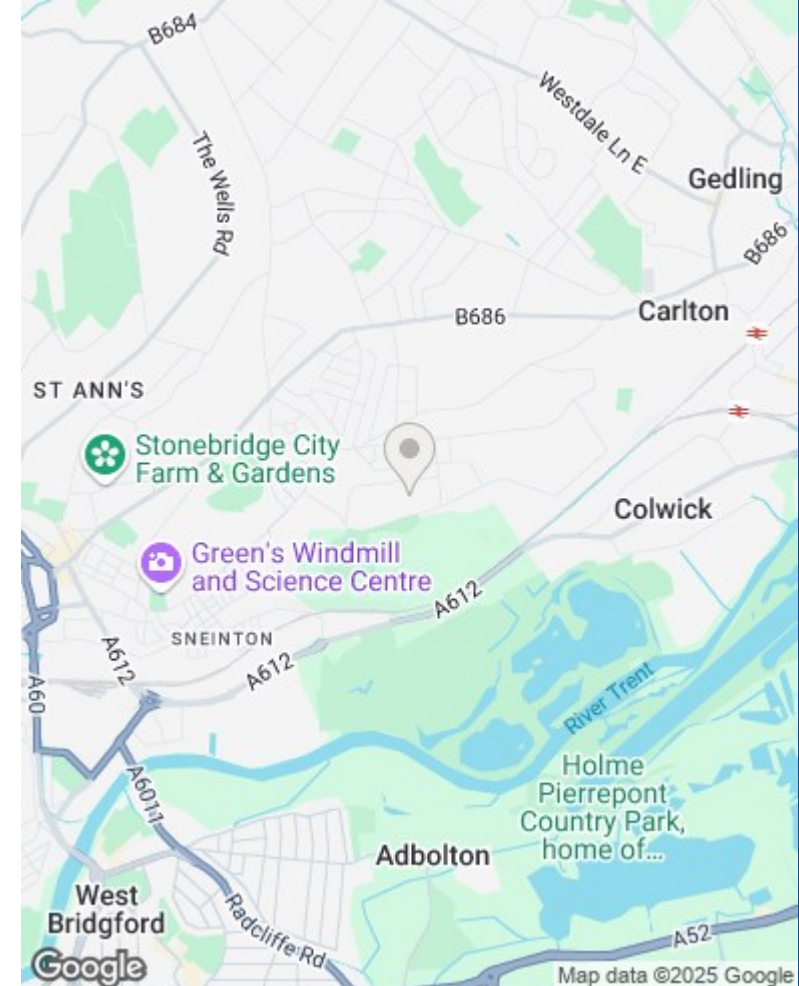 B684
Westdale Ln E
The Wells Rd
Gedling
B686
Carlton
B686
ST ANN'S
Stonebridge City
Farm & Gardens
Colwick
Green's Windmill
and Science Centre
A612
SNEINTON
A612
A612
A60
River Trent
A6011
Holme
Pierrepont
Country Park,
home of...
Adbolton
West
Bridgford
Radcliffe Rd
A52
Google
Map data ©2025 Google